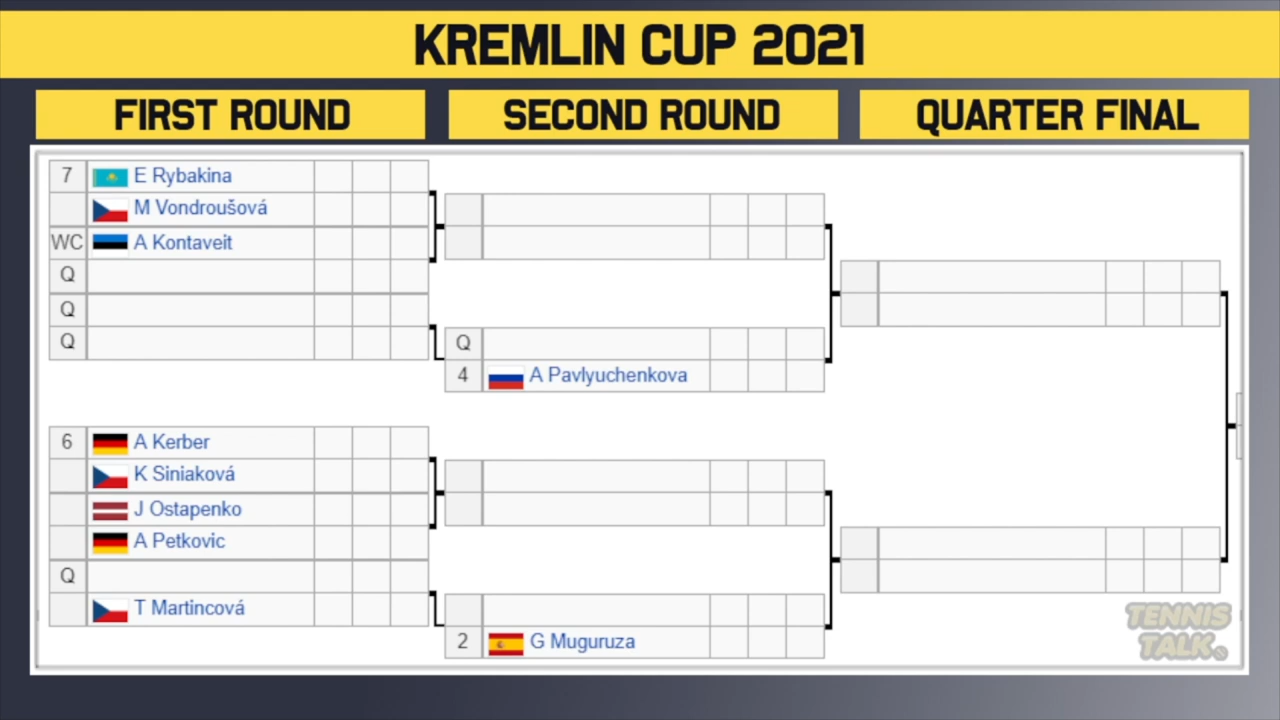 KREMLIN CUP 2021
FIRST ROUND
SECOND ROUND
QUARTER FINAL
7 E Rybakina
M Vondroušová
WC A Kontaveit
Q
Q
Q
Q
4 A Pavlyuchenkova
6 A Kerber
K Siniaková
J Ostapenko
A Petkovic
Q
T Martincová
2 G Muguruza
TENNIS
TALK